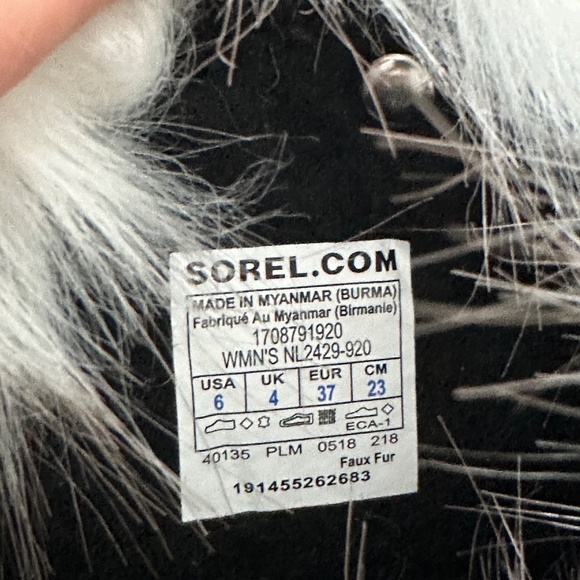 SOREL.COM
MADE IN MYANMAR (BURMA)
Fabriqué Au Myanmar (Birmanie)
1708791920
WMN'S NL2429-920
USA UK EUR CM
6 4 37 23
ECA-1
40135 PLM 0518 218
Faux Fur
191455262683